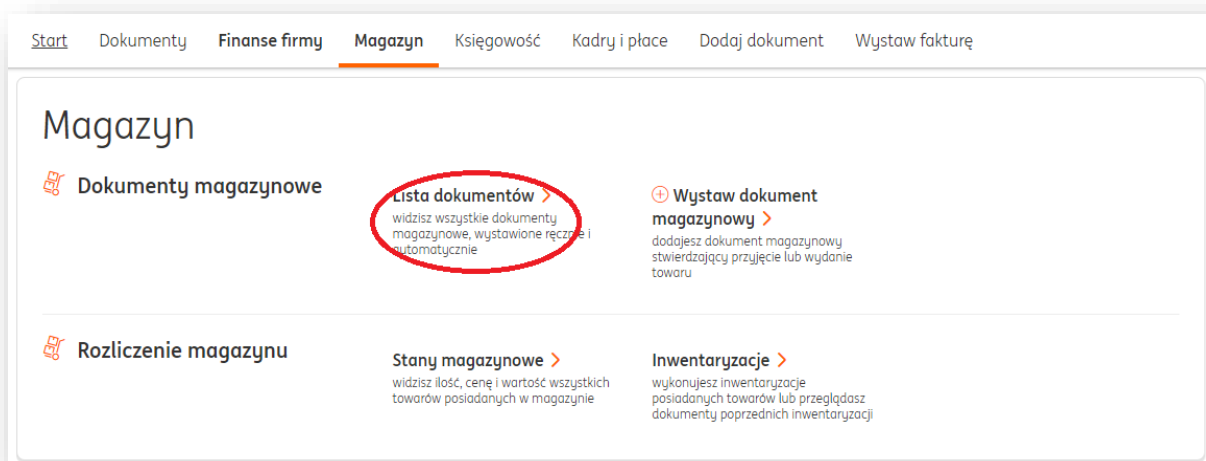 Start Dokumenty Finanse firmy Magazyn Księgowość Kadry i płace Dodaj dokument Wystaw fakturę
Magazyn
Dokumenty magazynowe
Lista dokumentów
widzisz wszystkie dokumenty
magazynowe, wystawione ręcznie i
automatycznie
Wystaw dokument
magazynowy
dodajesz dokument magazynowy
stwierdzający przyjęcie lub wydanie
towaru
Rozliczenie magazynu
Stany magazynowe
widzisz ilość, cenę i wartość wszystkich
towarów posiadanych w magazynie
Inwentaryzacje
wykonujesz inwentaryzacje
posiadanych towarów lub przeglądasz
dokumenty poprzednich inwentaryzacji